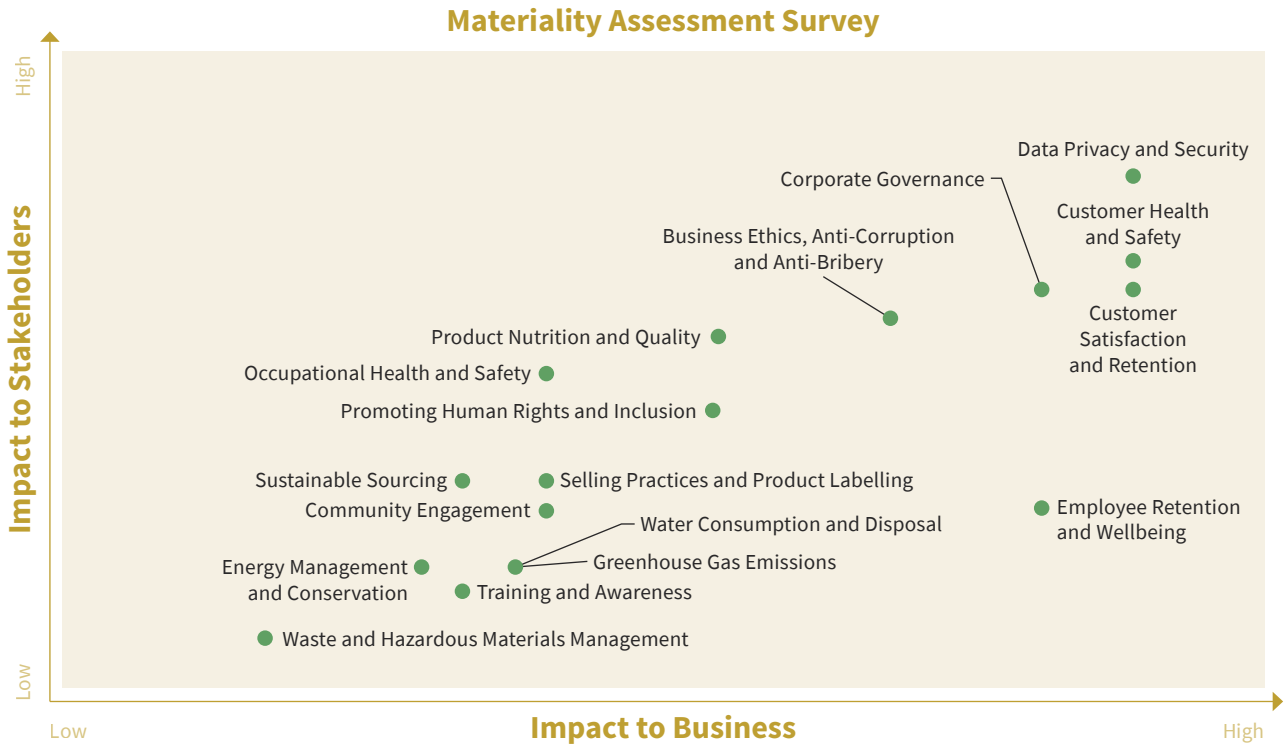 Materiality Assessment Survey
High
Data Privacy and Security
Corporate Governance
Customer Health
and Safety
Business Ethics, Anti-Corruption
and Anti-Bribery
Customer
Satisfaction
and Retention
Product Nutrition and Quality
Occupational Health and Safety
Promoting Human Rights and Inclusion
Impact to Stakeholders
Sustainable Sourcing
Selling Practices and Product Labelling
Community Engagement
Employee Retention
and Wellbeing
Water Consumption and Disposal
Greenhouse Gas Emissions
Energy Management
and Conservation
Training and Awareness
Waste and Hazardous Materials Management
Low
Low
Impact to Business
High